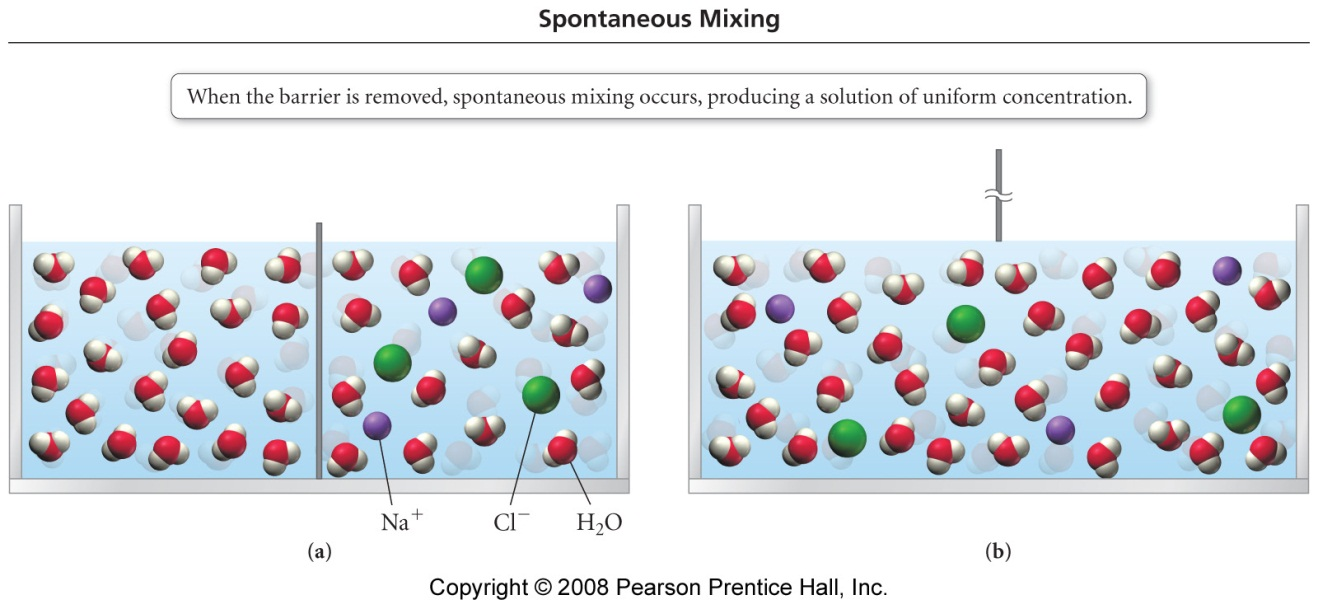 Spontaneous Mixing
When the barrier is removed, spontaneous mixing occurs, producing a solution of uniform concentration.
Na⁺ Cl⁻ H₂O
(a) (b)
Copyright © 2008 Pearson Prentice Hall, Inc.